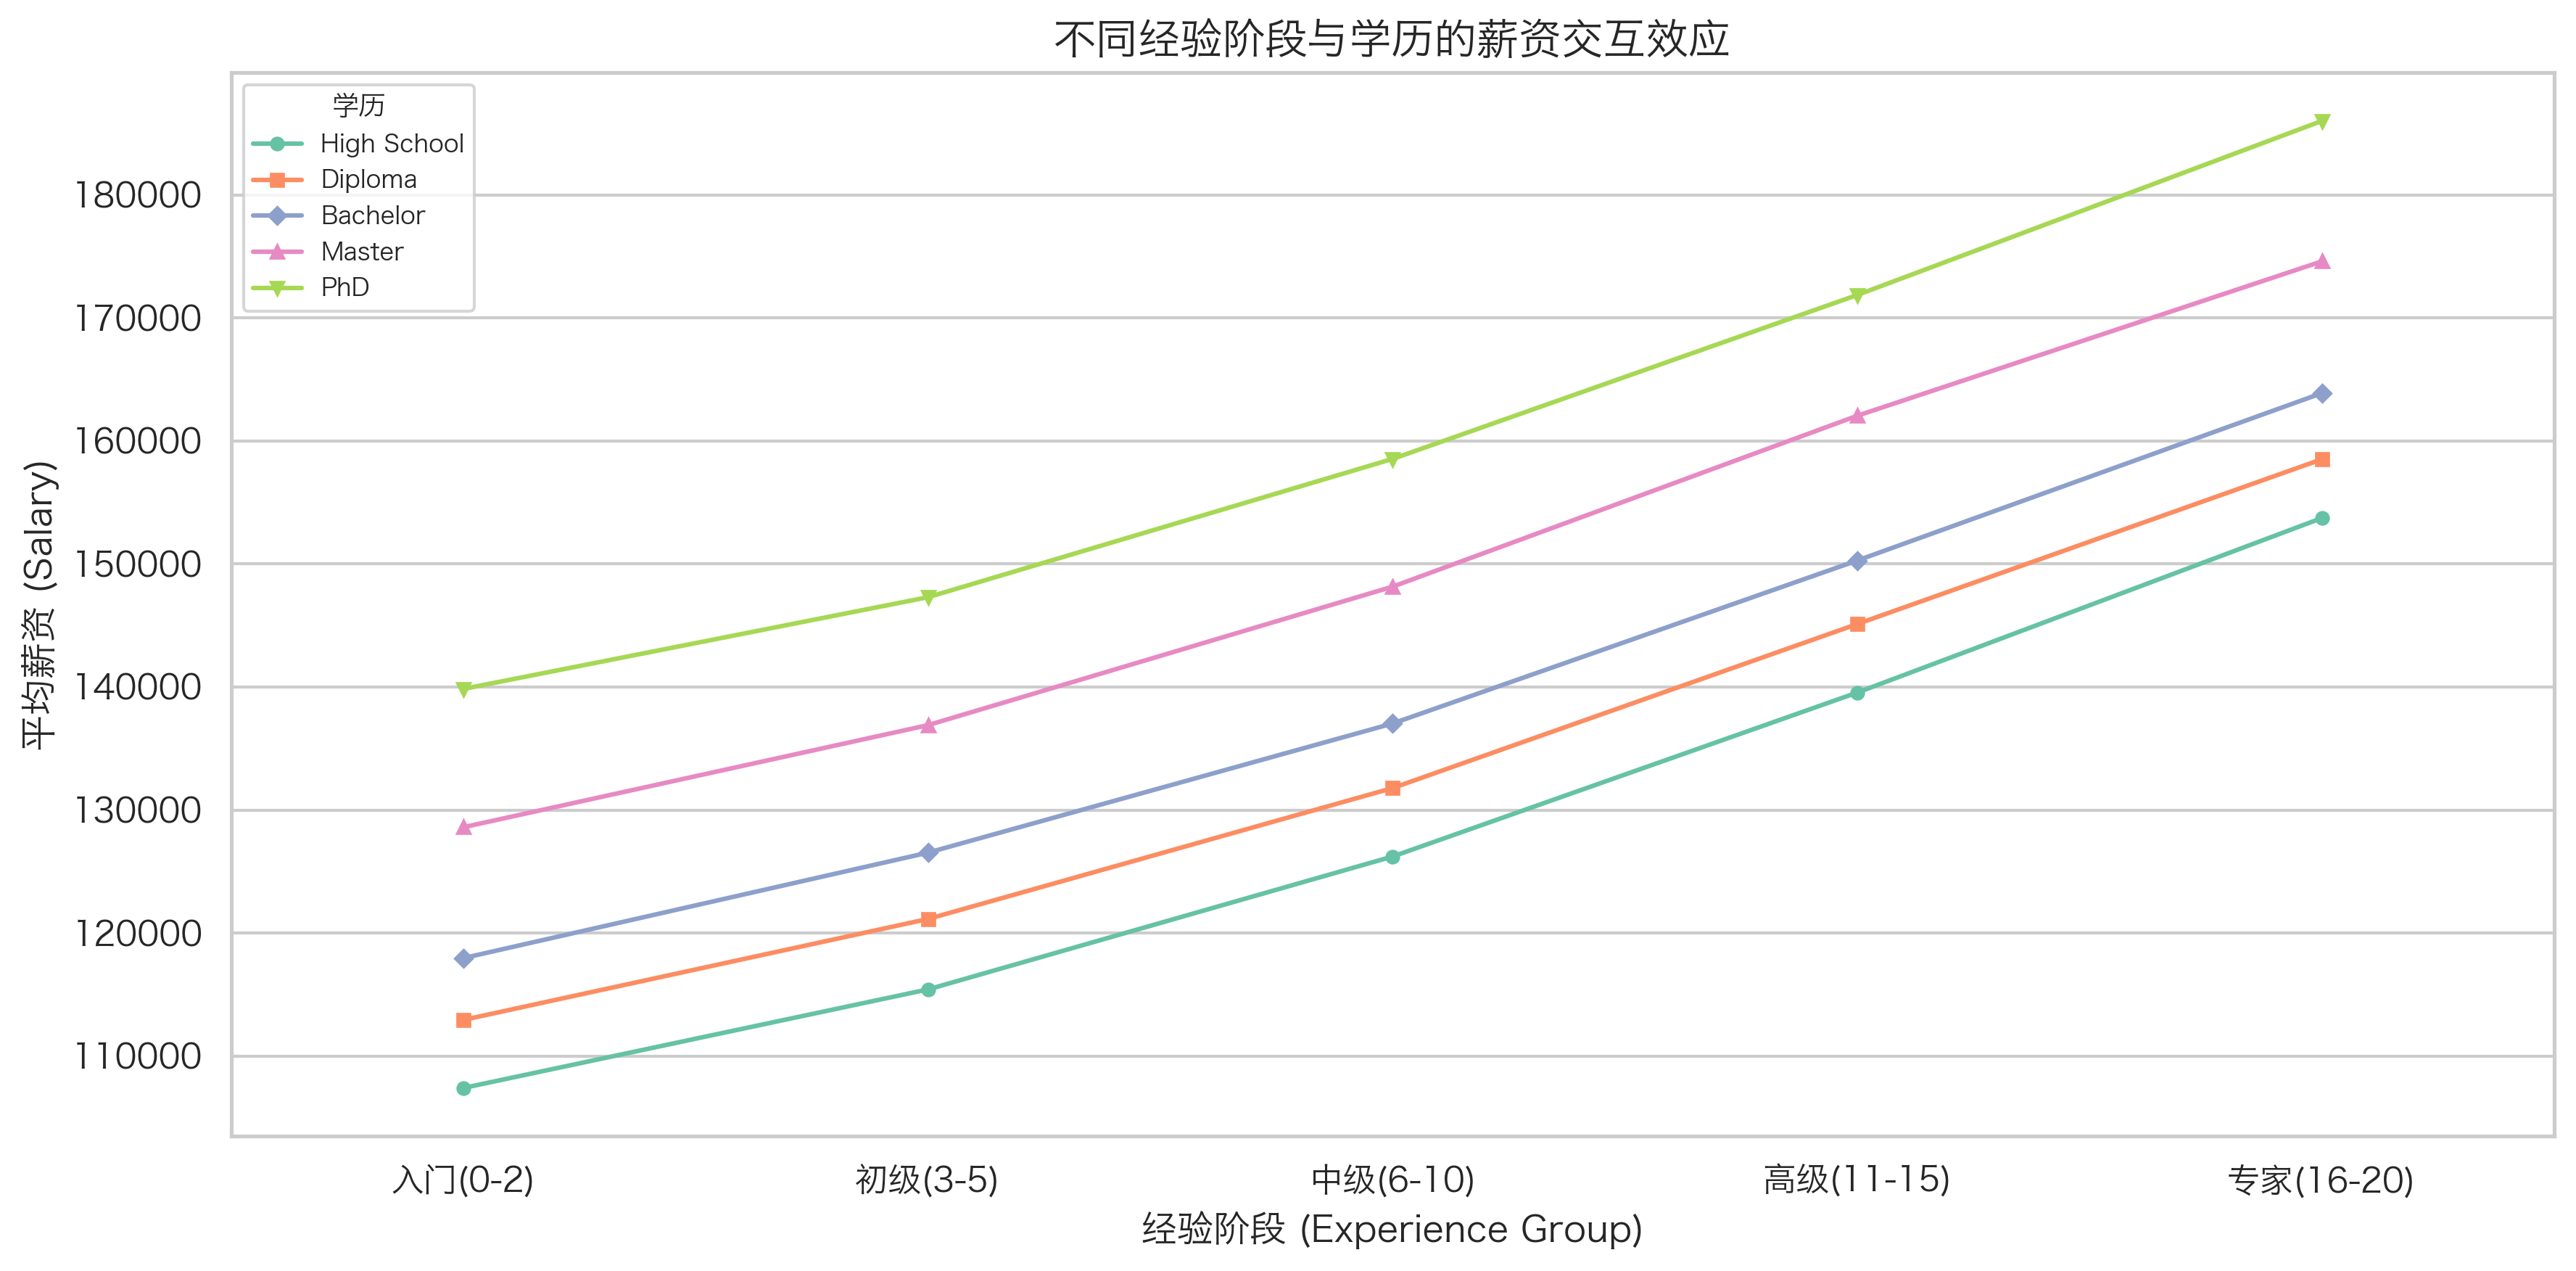 不同经验阶段与学历的薪资交互效应
学历
High School
Diploma
Bachelor
Master
PhD
平均薪资 (Salary)
180000
170000
160000
150000
140000
130000
120000
110000
入门(0-2)
初级(3-5)
中级(6-10)
高级(11-15)
专家(16-20)
经验阶段 (Experience Group)